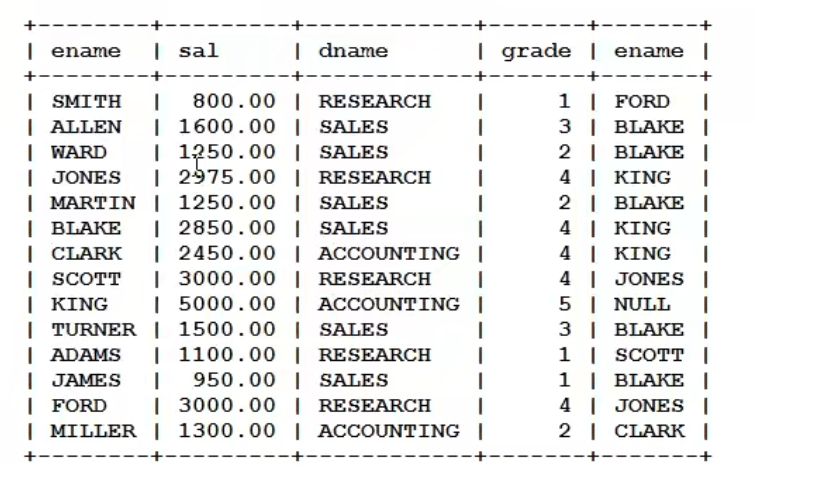 +--------+---------+------------+-------+-------+
| ename  | sal     | dname      | grade | ename |
+--------+---------+------------+-------+-------+
| SMITH  |  800.00 | RESEARCH   |     1 | FORD  |
| ALLEN  | 1600.00 | SALES      |     3 | BLAKE |
| WARD   | 1250.00 | SALES      |     2 | BLAKE |
| JONES  | 2975.00 | RESEARCH   |     4 | KING  |
| MARTIN | 1250.00 | SALES      |     2 | BLAKE |
| BLAKE  | 2850.00 | SALES      |     4 | KING  |
| CLARK  | 2450.00 | ACCOUNTING |     4 | KING  |
| SCOTT  | 3000.00 | RESEARCH   |     4 | JONES |
| KING   | 5000.00 | ACCOUNTING |     5 | NULL  |
| TURNER | 1500.00 | SALES      |     3 | BLAKE |
| ADAMS  | 1100.00 | RESEARCH   |     1 | SCOTT |
| JAMES  |  950.00 | SALES      |     1 | BLAKE |
| FORD   | 3000.00 | RESEARCH   |     4 | JONES |
| MILLER | 1300.00 | ACCOUNTING |     2 | CLARK |
+--------+---------+------------+-------+-------+